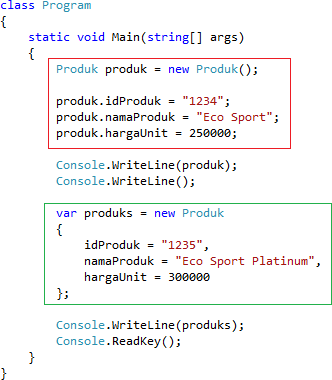 class Program
{
static void Main(string[] args)
{
Produk produk = new Produk();
produk.idProduk = "1234";
produk.namaProduk = "Eco Sport";
produk.hargaUnit = 250000;
Console.WriteLine(produk);
Console.WriteLine();
var produks = new Produk
{
idProduk = "1235",
namaProduk = "Eco Sport Platinum",
hargaUnit = 300000
};
Console.WriteLine(produks);
Console.ReadKey();
}
}